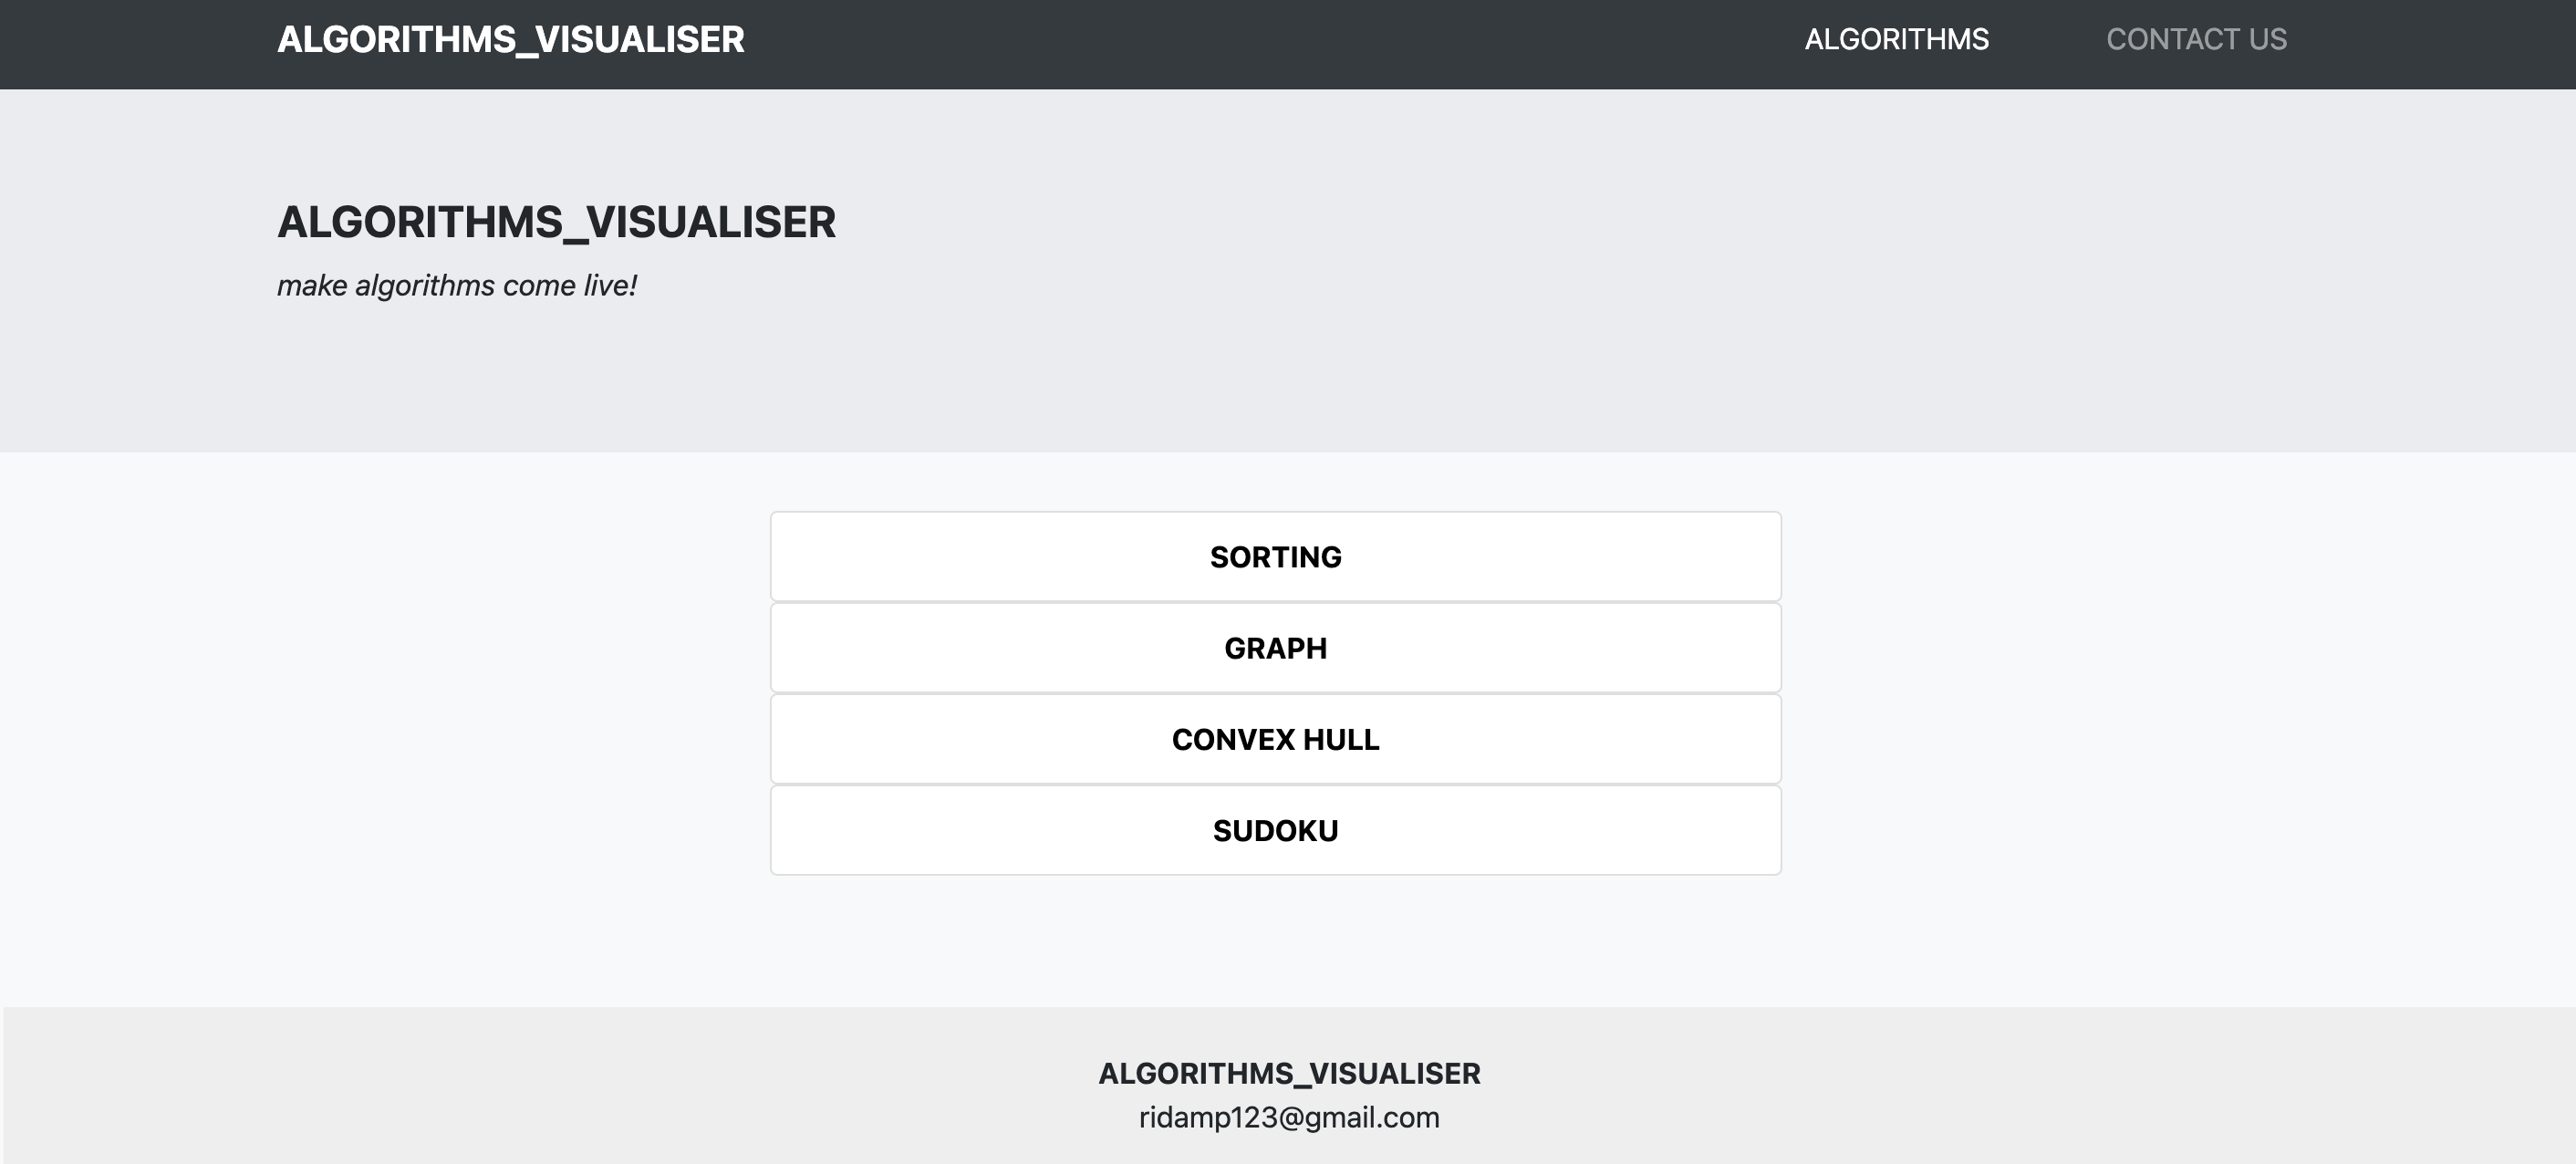 ALGORITHMS_VISUALISER
ALGORITHMS
CONTACT US
ALGORITHMS_VISUALISER
make algorithms come live!
SORTING
GRAPH
CONVEX HULL
SUDOKU
ALGORITHMS_VISUALISER
ridamp123@gmail.com